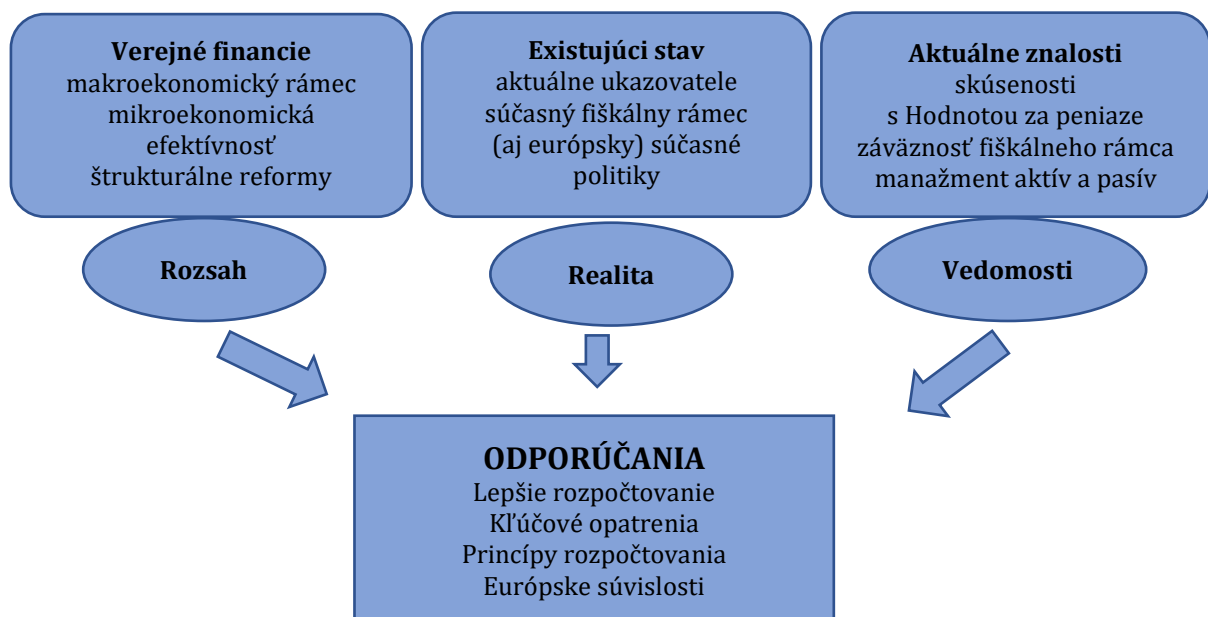 Verejné financie
makroekonomický rámec
mikroekonomická
efektívnosť
štrukturálne reformy
Existujúci stav
aktuálne ukazovatele
súčasný fiškálny rámec
(aj európsky) súčasné
politiky
Aktuálne znalosti
skúsenosti
s Hodnotou za peniaze
záväznosť fiškálneho rámca
manažment aktív a pasív
Rozsah
Realita
Vedomosti
ODPORÚČANIA
Lepšie rozpočtovanie
Kľúčové opatrenia
Princípy rozpočtovania
Európske súvislosti